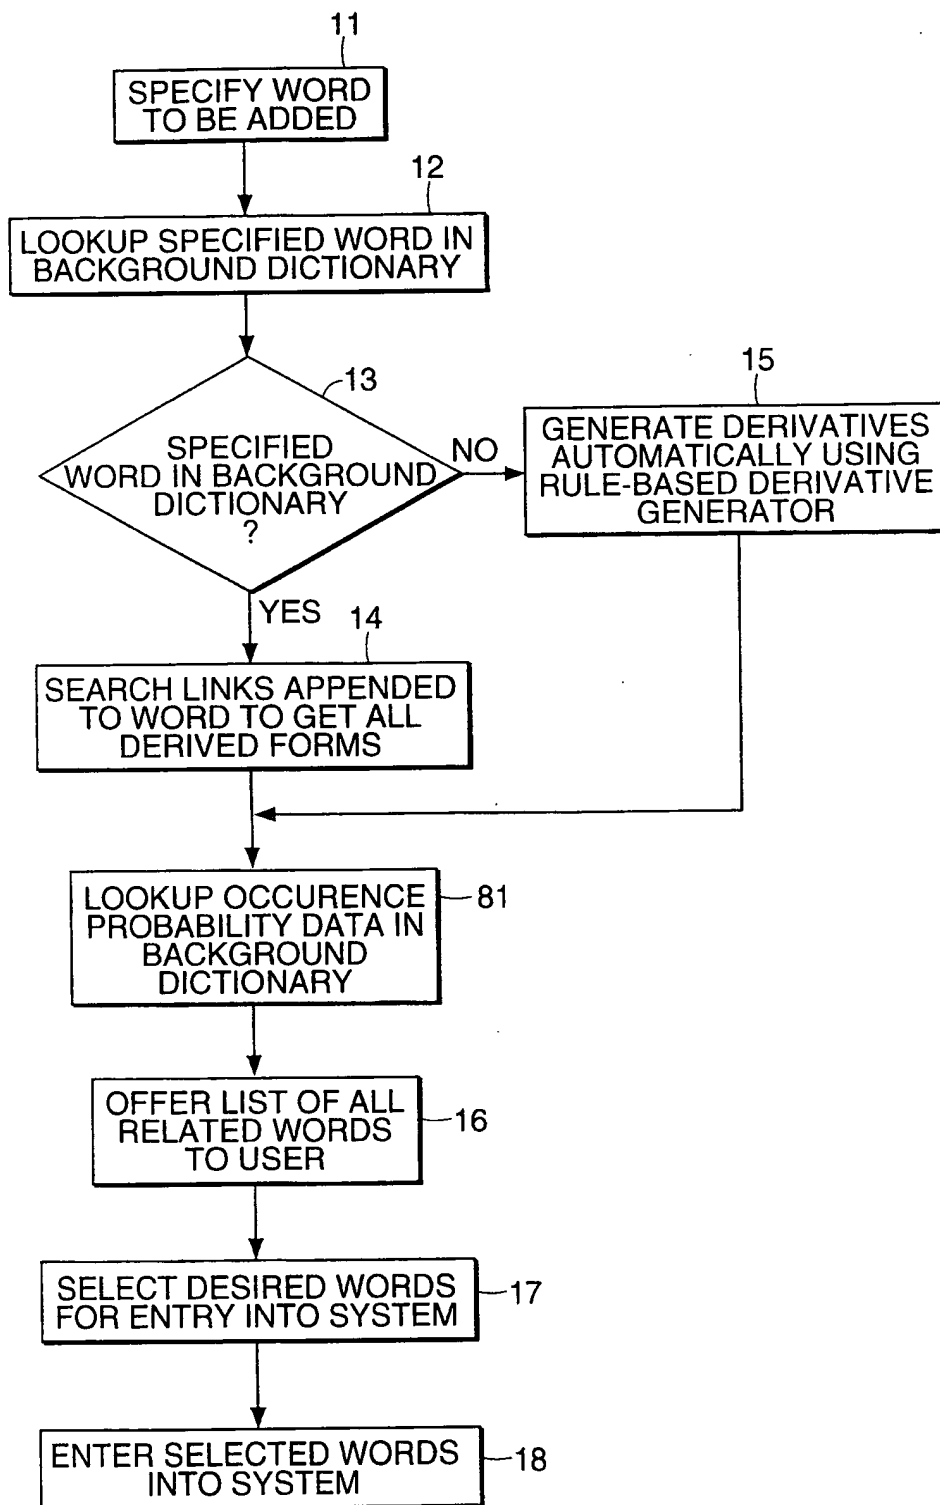 11
SPECIFY WORD
TO BE ADDED
12
LOOKUP SPECIFIED WORD IN
BACKGROUND DICTIONARY
13
SPECIFIED
WORD IN BACKGROUND
DICTIONARY
?
NO
15
GENERATE DERIVATIVES
AUTOMATICALLY USING
RULE-BASED DERIVATIVE
GENERATOR
YES
14
SEARCH LINKS APPENDED
TO WORD TO GET ALL
DERIVED FORMS
LOOKUP OCCURENCE
PROBABILITY DATA IN
BACKGROUND
DICTIONARY
81
OFFER LIST OF ALL
RELATED WORDS
TO USER
16
SELECT DESIRED WORDS
FOR ENTRY INTO SYSTEM
17
ENTER SELECTED WORDS
INTO SYSTEM
18